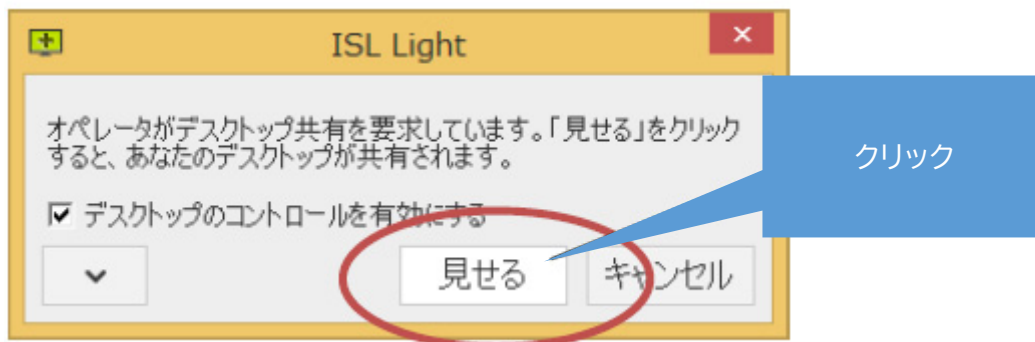 ISL Light
オペレータがデスクトップ共有を要求しています。「見せる」をクリック
すると、あなたのデスクトップが共有されます。
デスクトップのコントロールを有効にする
見せる
キャンセル
クリック